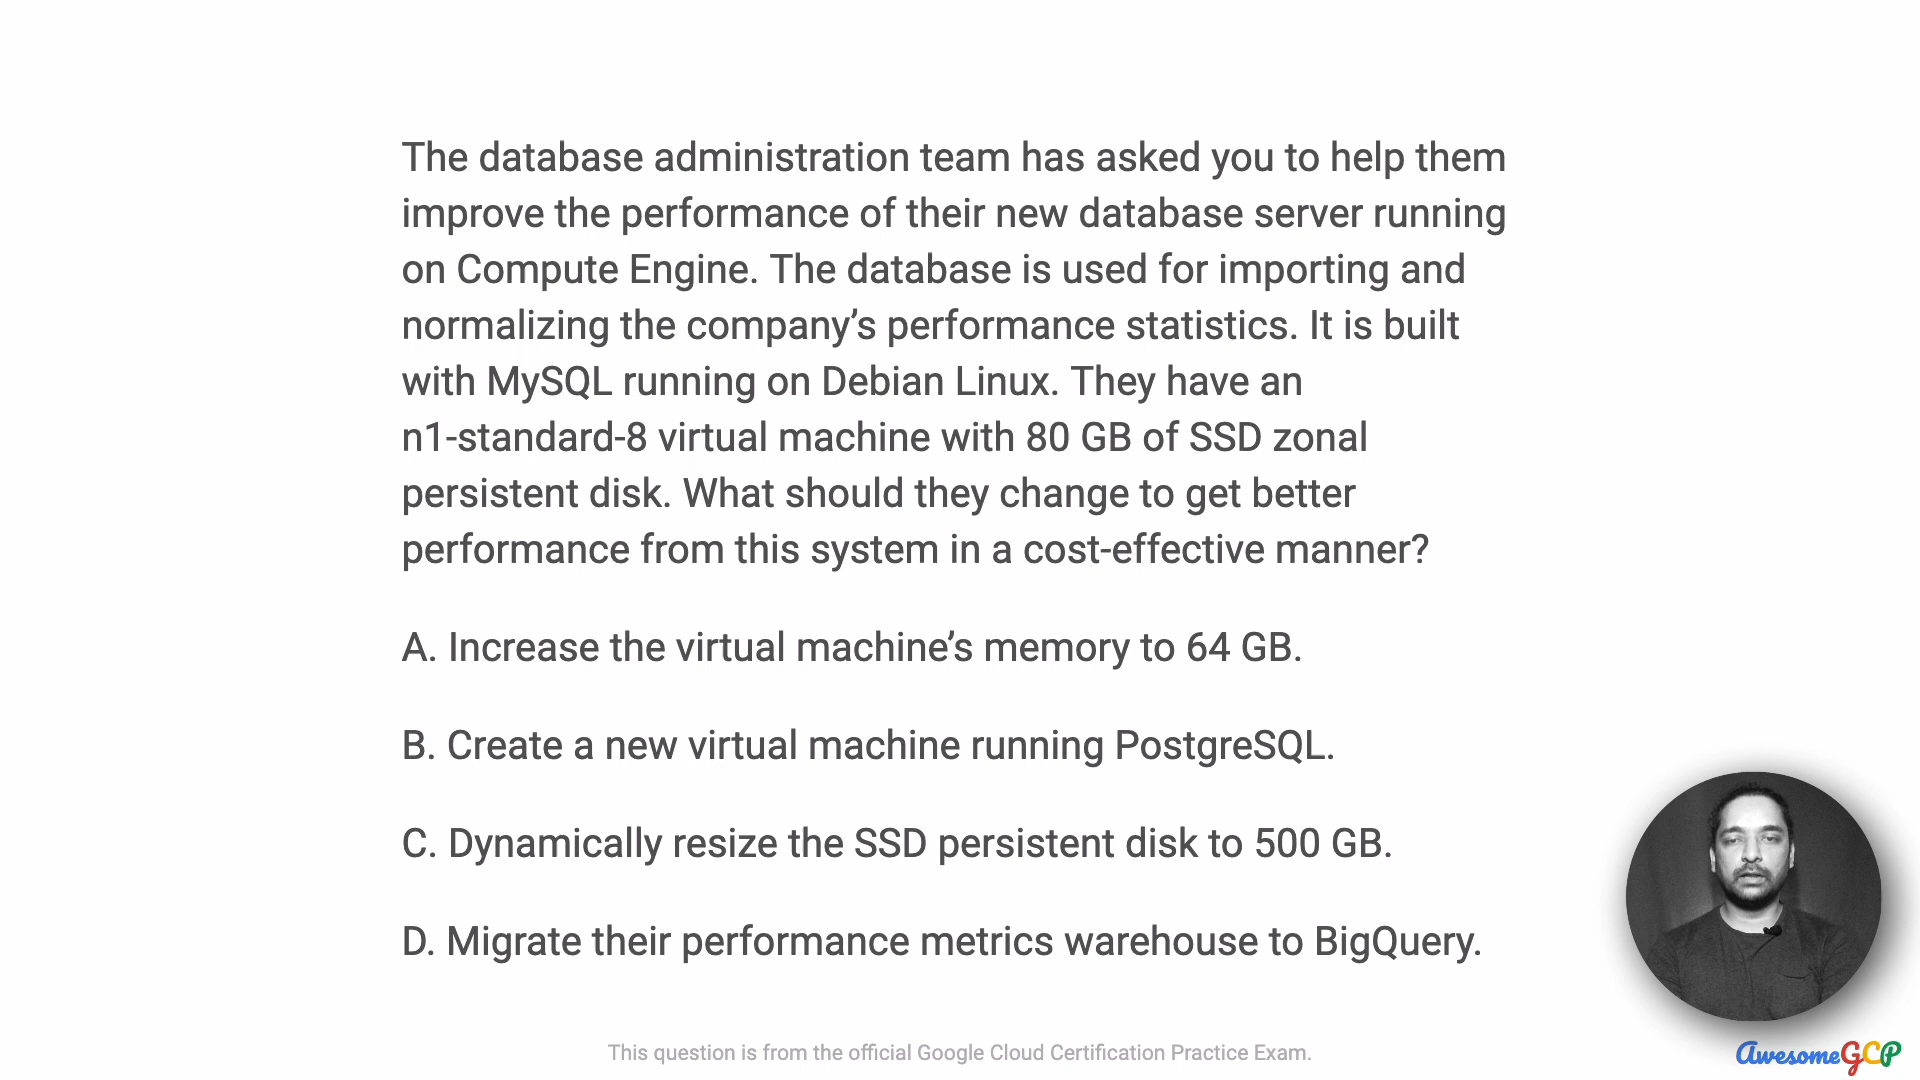 The database administration team has asked you to help them
improve the performance of their new database server running
on Compute Engine. The database is used for importing and
normalizing the company’s performance statistics. It is built
with MySQL running on Debian Linux. They have an
n1-standard-8 virtual machine with 80 GB of SSD zonal
persistent disk. What should they change to get better
performance from this system in a cost-effective manner?
A. Increase the virtual machine’s memory to 64 GB.
B. Create a new virtual machine running PostgreSQL.
C. Dynamically resize the SSD persistent disk to 500 GB.
D. Migrate their performance metrics warehouse to BigQuery.
This question is from the official Google Cloud Certification Practice Exam.
AwesomeGCP